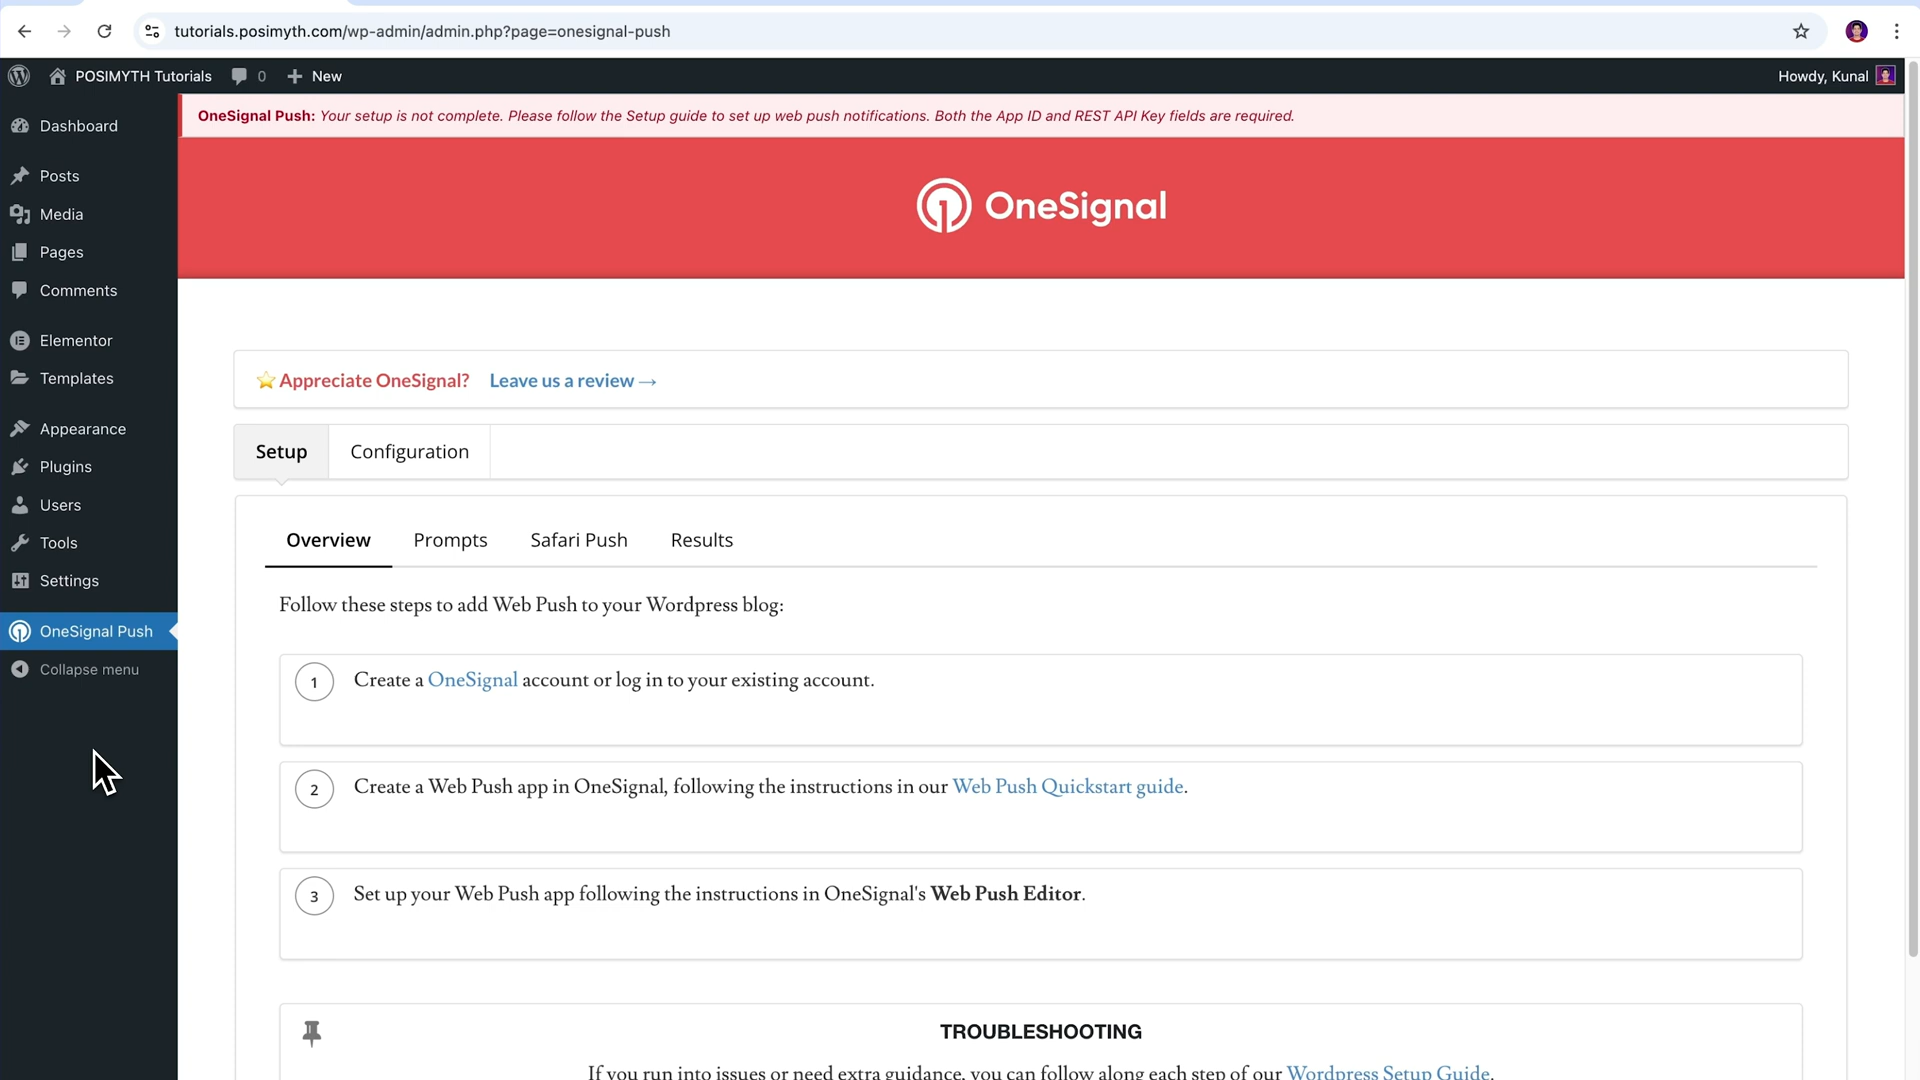 tutorials.posimyth.com/wp-admin/admin.php?page=onesignal-push
POSIMYTH Tutorials 0 New Howdy, Kunal
Dashboard
Posts
Media
Pages
Comments
Elementor
Templates
Appearance
Plugins
Users
Tools
Settings
OneSignal Push
Collapse menu
OneSignal Push: Your setup is not complete. Please follow the Setup guide to set up web push notifications. Both the App ID and REST API Key fields are required.
OneSignal
Appreciate OneSignal? Leave us a review →
Setup Configuration
Overview Prompts Safari Push Results
Follow these steps to add Web Push to your Wordpress blog:
1 Create a OneSignal account or log in to your existing account.
2 Create a Web Push app in OneSignal, following the instructions in our Web Push Quickstart guide.
3 Set up your Web Push app following the instructions in OneSignal's Web Push Editor.
TROUBLESHOOTING
If you run into issues or need extra guidance, you can follow along each step of our Wordpress Setup Guide.